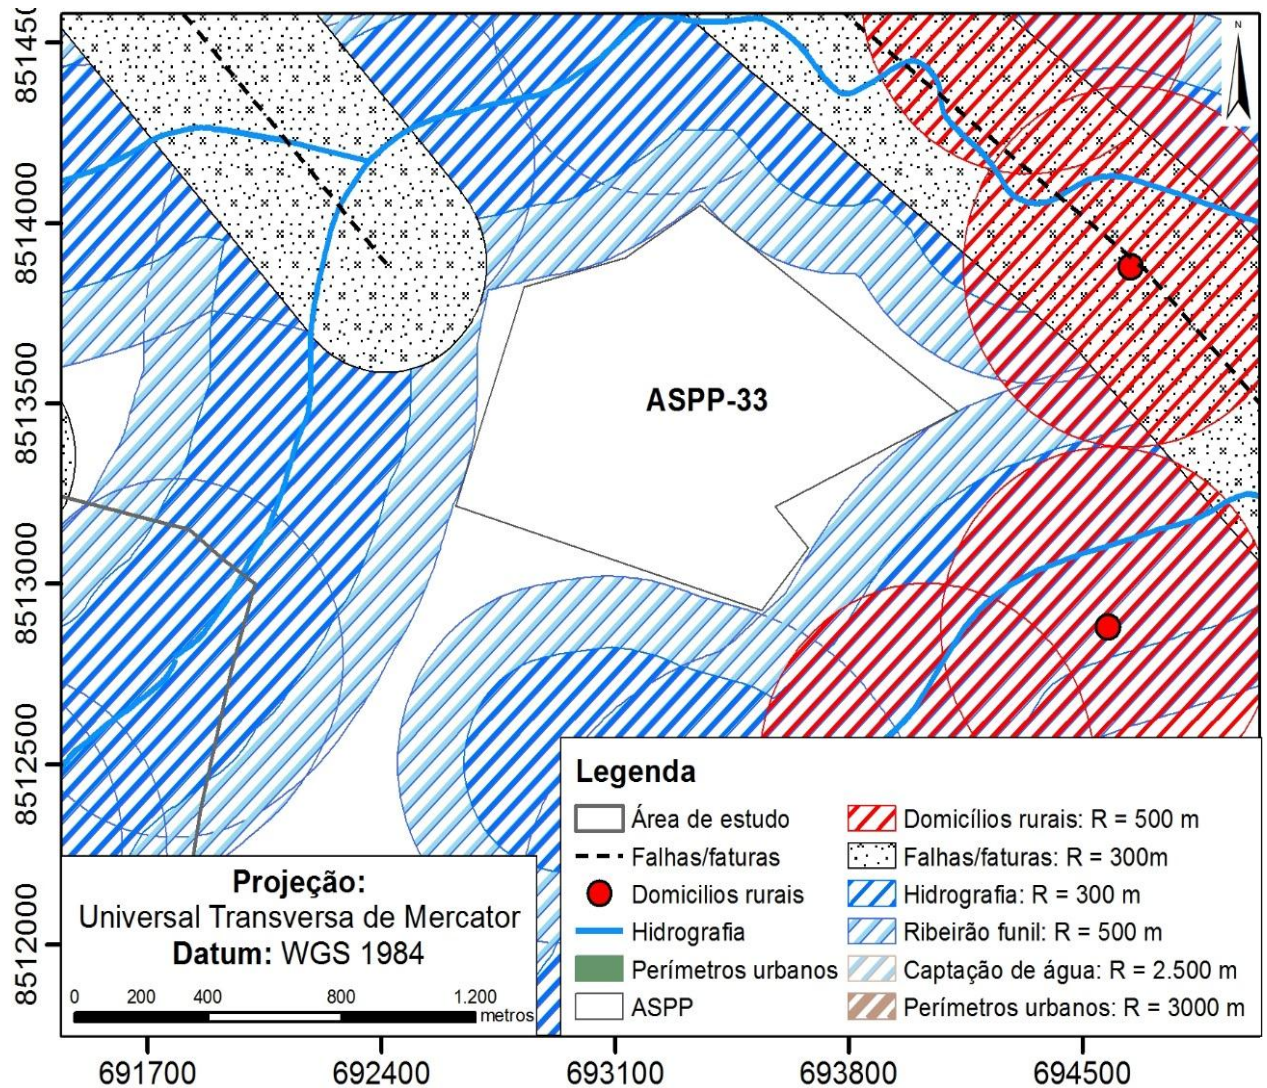 N
851450
8514000
8513500
8513000
8512500
8512000
ASPP-33
Legenda
Área de estudo
Falhas/faturas
Domicilios rurais
Hidrografia
Perímetros urbanos
ASPP
Domicílios rurais: R = 500 m
Falhas/faturas: R = 300m
Hidrografia: R = 300 m
Ribeirão funil: R = 500 m
Captação de água: R = 2.500 m
Perímetros urbanos: R = 3000 m
Projeção:
Universal Transversa de Mercator
Datum: WGS 1984
0 200 400 800 1.200
metros
691700 692400 693100 693800 694500